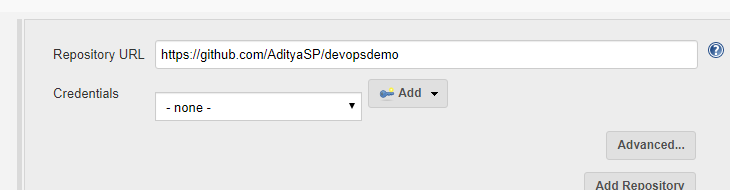 Repository URL https://github.com/AdityaSP/devopsdemo
Credentials
- none - Add
Advanced...
Add Repository